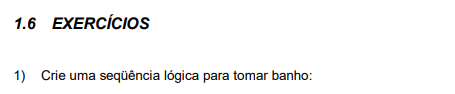 1.6 EXERCÍCIOS
1) Crie uma seqüência lógica para tomar banho: